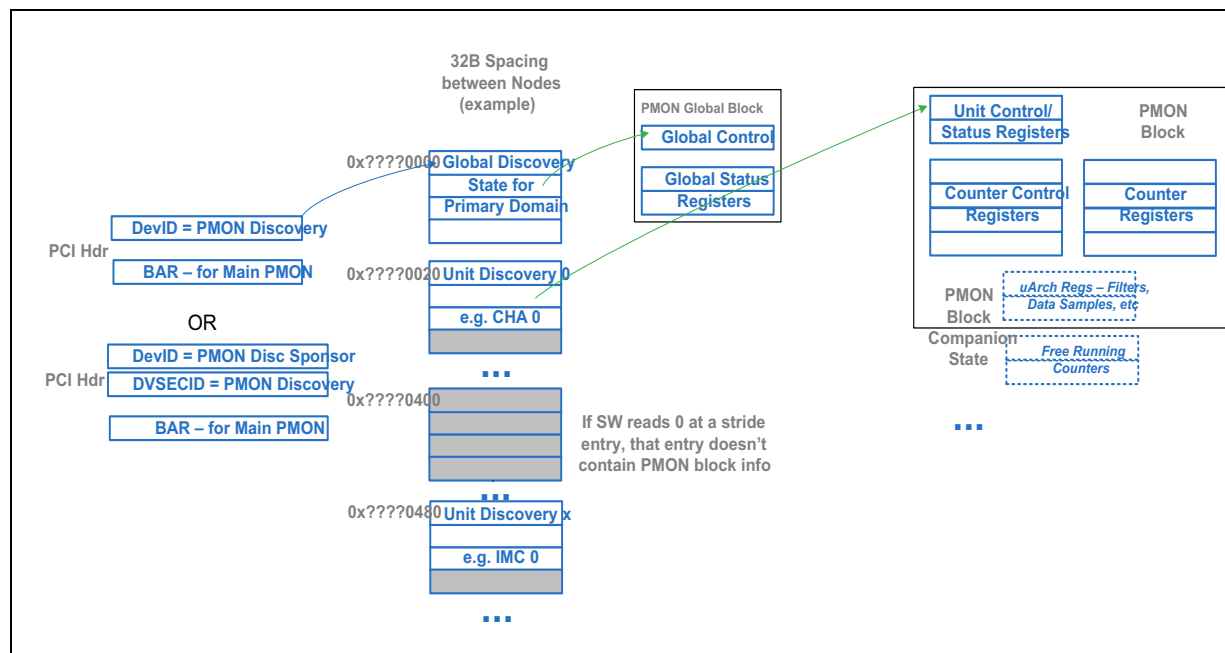 32B Spacing
between Nodes
(example)
PMON Global Block
Global Control
Global Status
Registers
Unit Control/
Status Registers
PMON
Block
Counter Control
Registers
Counter
Registers
uArch Regs – Filters,
Data Samples, etc
PMON
Block
Companion
State
Free Running
Counters
...
0x????0000
Global Discovery
State for
Primary Domain
PCI Hdr
DevID = PMON Discovery
BAR – for Main PMON
OR
PCI Hdr
DevID = PMON Disc Sponsor
DVSECID = PMON Discovery
BAR – for Main PMON
0x????0020
Unit Discovery 0
e.g. CHA 0
...
0x????0400
If SW reads 0 at a stride
entry, that entry doesn't
contain PMON block info
...
0x????0480
Unit Discovery x
e.g. IMC 0
...